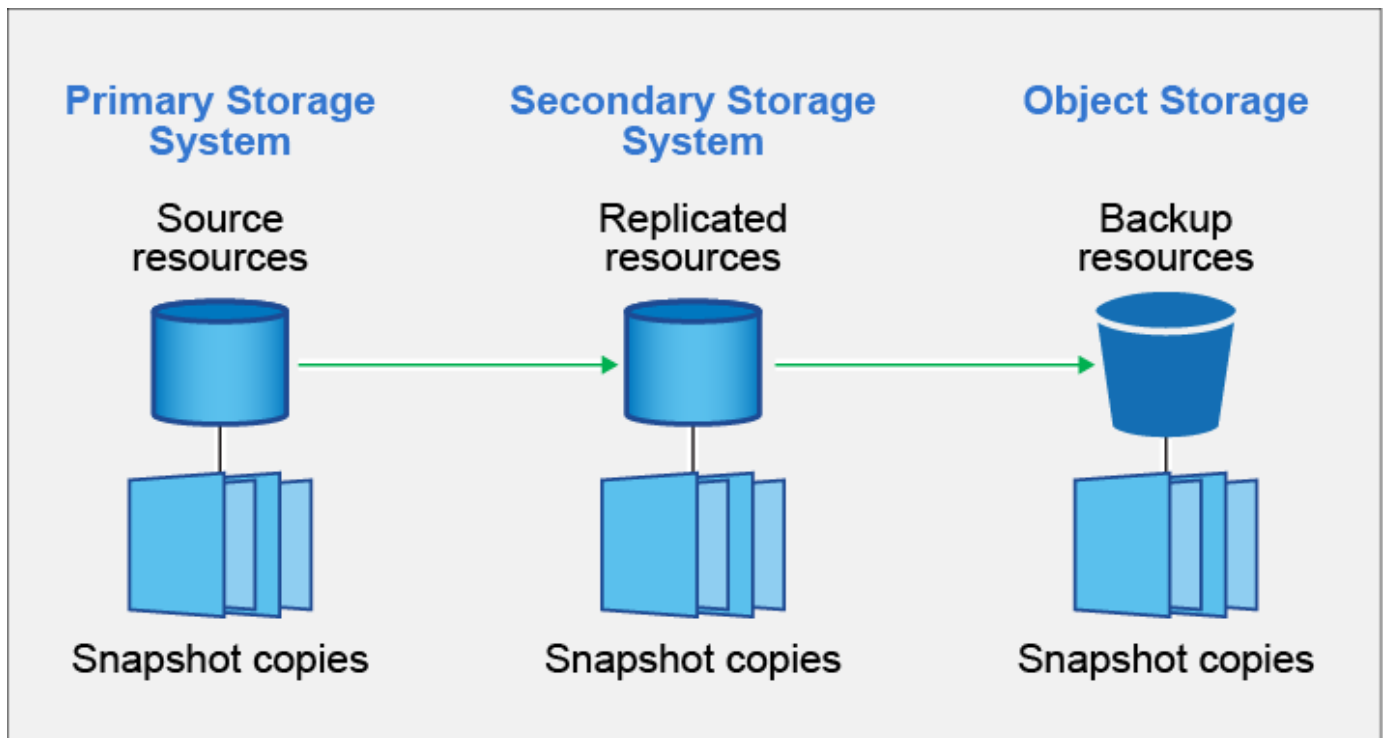 Primary Storage
System
Secondary Storage
System
Object Storage
Source
resources
Replicated
resources
Backup
resources
Snapshot copies
Snapshot copies
Snapshot copies